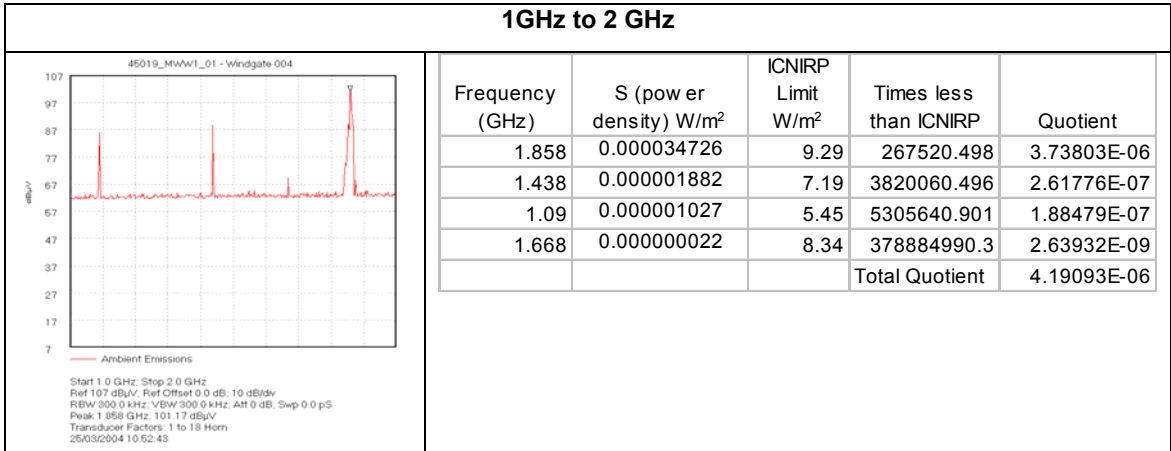 1GHz to 2 GHz
45019_MWW1_01 - Windgate 004
107
97
87
77
67
57
47
37
27
17
7
dBµV
Ambient Emissions
Start 1.0 GHz; Stop 2.0 GHz
Ref 107 dBµV; Ref Offset 0.0 dB; 10 dB/div
RBW 300.0 kHz; VBW 300.0 kHz; Att 0 dB; Swp 0.0 pS
Peak 1.858 GHz, 101.17 dBµV
Transducer Factors: 1 to 18 Horn
25/03/2004 10:52:43
Frequency (GHz) S (pow er density) W/m² ICNIRP Limit W/m² Times less than ICNIRP Quotient
1.858 0.000034726 9.29 267520.498 3.73803E-06
1.438 0.000001882 7.19 3820060.496 2.61776E-07
1.09 0.000001027 5.45 5305640.901 1.88479E-07
1.668 0.000000022 8.34 378884990.3 2.63932E-09
Total Quotient 4.19093E-06